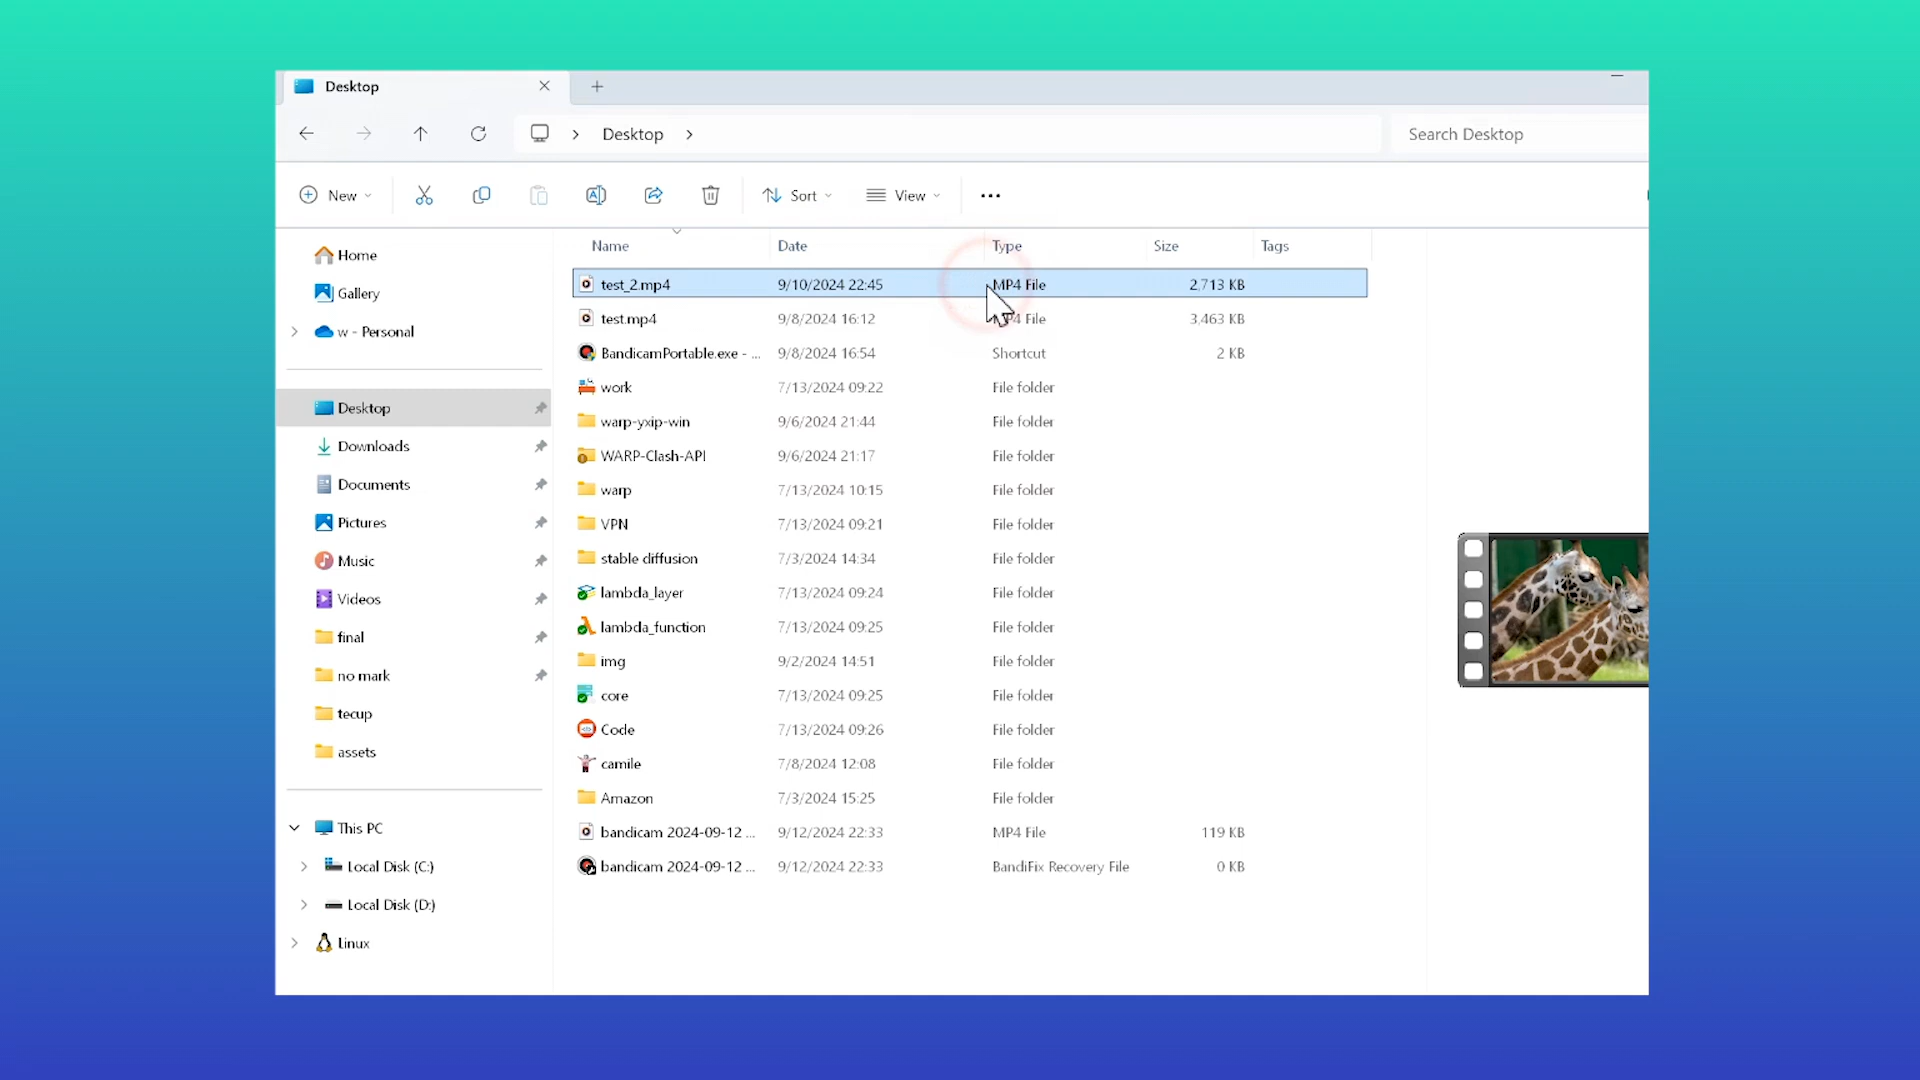 Desktop
Desktop
Search Desktop
New
Sort
View
Name Date Type Size Tags
Home
Gallery
w - Personal
Desktop
Downloads
Documents
Pictures
Music
Videos
final
no mark
tecup
assets
This PC
Local Disk (C:)
Local Disk (D:)
Linux
test_2.mp4 9/10/2024 22:45 MP4 File 2,713 KB
test.mp4 9/8/2024 16:12 MP4 File 3,463 KB
BandicamPortable.exe - ... 9/8/2024 16:54 Shortcut 2 KB
work 7/13/2024 09:22 File folder
warp-yxip-win 9/6/2024 21:44 File folder
WARP-Clash-API 9/6/2024 21:17 File folder
warp 7/13/2024 10:15 File folder
VPN 7/13/2024 09:21 File folder
stable diffusion 7/3/2024 14:34 File folder
lambda_layer 7/13/2024 09:24 File folder
lambda_function 7/13/2024 09:25 File folder
img 9/2/2024 14:51 File folder
core 7/13/2024 09:25 File folder
Code 7/13/2024 09:26 File folder
camile 7/8/2024 12:08 File folder
Amazon 7/3/2024 15:25 File folder
bandicam 2024-09-12 ... 9/12/2024 22:33 MP4 File 119 KB
bandicam 2024-09-12 ... 9/12/2024 22:33 BandiFix Recovery File 0 KB